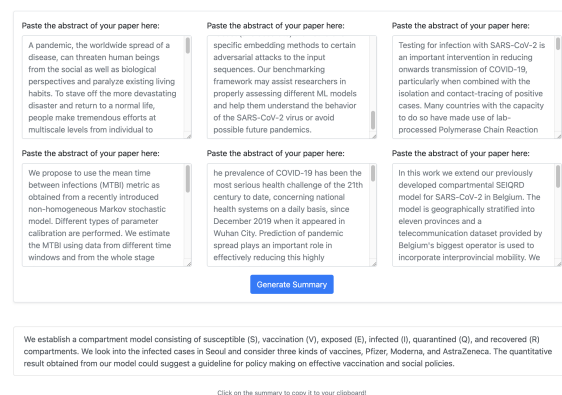 Paste the abstract of your paper here:
A pandemic, the worldwide spread of a
disease, can threaten human beings
from the social as well as biological
perspectives and paralyze existing living
habits. To stave off the more devastating
disaster and return to a normal life,
people make tremendous efforts at
multiscale levels from individual to
Paste the abstract of your paper here:
specific embedding methods to certain
adversarial attacks to the input
sequences. Our benchmarking
framework may assist researchers in
properly assessing different ML models
and help them understand the behavior
of the SARS-CoV-2 virus or avoid
possible future pandemics.
Paste the abstract of your paper here:
Testing for infection with SARS-CoV-2 is
an important intervention in reducing
onwards transmission of COVID-19,
particularly when combined with the
isolation and contact-tracing of positive
cases. Many countries with the capacity
to do so have made use of lab-
processed Polymerase Chain Reaction
Paste the abstract of your paper here:
We propose to use the mean time
between infections (MTBI) metric as
obtained from a recently introduced
non-homogeneous Markov stochastic
model. Different types of parameter
calibration are performed. We estimate
the MTBI using data from different time
windows and from the whole stage
Paste the abstract of your paper here:
he prevalence of COVID-19 has been the
most serious health challenge of the 21th
century to date, concerning national
health systems on a daily basis, since
December 2019 when it appeared in
Wuhan City. Prediction of pandemic
spread plays an important role in
effectively reducing this highly
Paste the abstract of your paper here:
In this work we extend our previously
developed compartmental SEIQRD
model for SARS-CoV-2 in Belgium. The
model is geographically stratified into
eleven provinces and a
telecommunication dataset provided by
Belgium's biggest operator is used to
incorporate interprovincial mobility. We
Generate Summary
We establish a compartment model consisting of susceptible (S), vaccination (V), exposed (E), infected (I), quarantined (Q), and recovered (R)
compartments. We look into the infected cases in Seoul and consider three kinds of vaccines, Pfizer, Moderna, and AstraZeneca. The quantitative
result obtained from our model could suggest a guideline for policy making on effective vaccination and social policies.
Click on the summary to copy it to your clipboard!